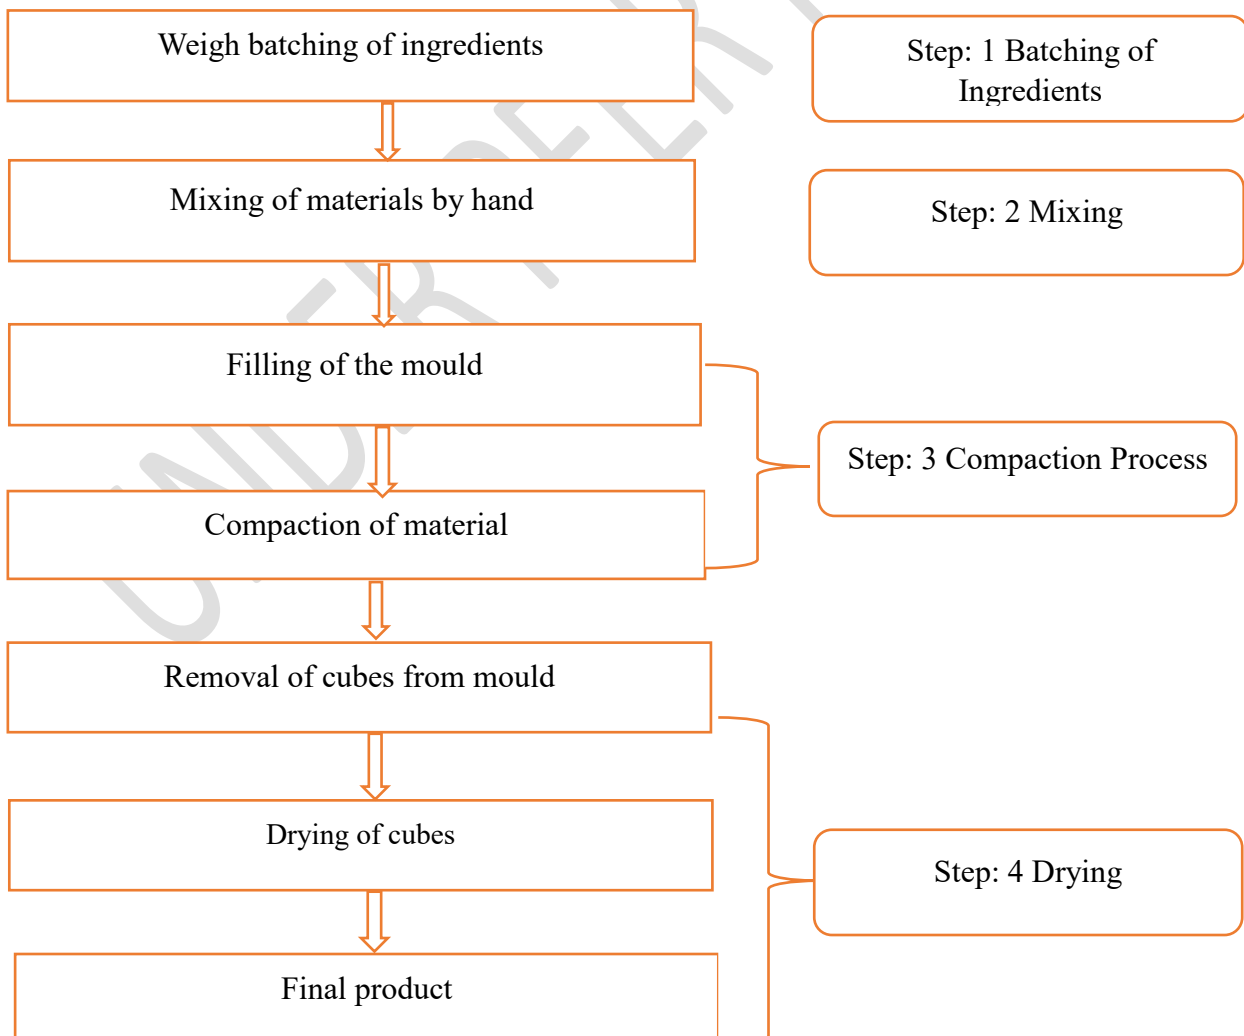 Weigh batching of ingredients
Step: 1 Batching of
Ingredients
Mixing of materials by hand
Step: 2 Mixing
Filling of the mould
Step: 3 Compaction Process
Compaction of material
Removal of cubes from mould
Drying of cubes
Step: 4 Drying
Final product
UNDER PEER